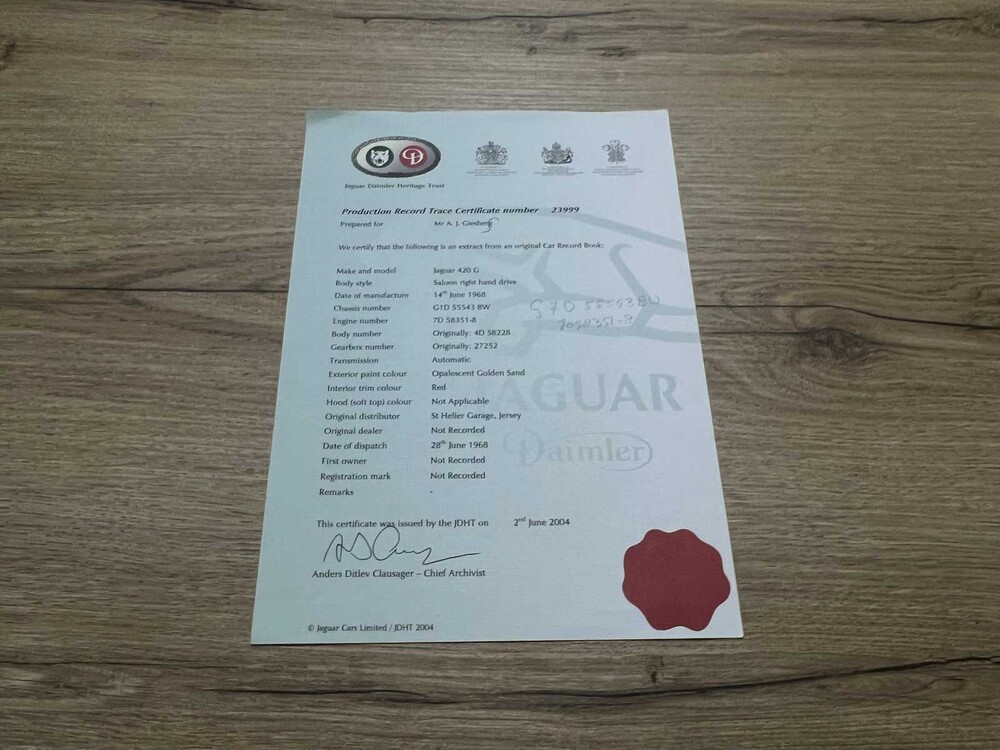 Jaguar Daimler Heritage Trust
Production Record Trace Certificate number 23999
Prepared for Mr A. J. Giesberg
We certify that the following is an extract from an original Car Record Book:
Make and model Jaguar 420 G
Body style Saloon right hand drive
Date of manufacture 14th June 1968
Chassis number G1D 55543 BW
Engine number 7D 58351-8
Body number Originally: 4D 58228
Gearbox number Originally: 27252
Transmission Automatic
Exterior paint colour Opalescent Golden Sand
Interior trim colour Red
Hood (soft top) colour Not Applicable
Original distributor St Helier Garage, Jersey
Original dealer Not Recorded
Date of dispatch 28th June 1968
First owner Not Recorded
Registration mark Not Recorded
Remarks -
JAGUAR
Daimler
This certificate was issued by the JDHT on 2nd June 2004
Anders Ditlev Clausager – Chief Archivist
© Jaguar Cars Limited / JDHT 2004